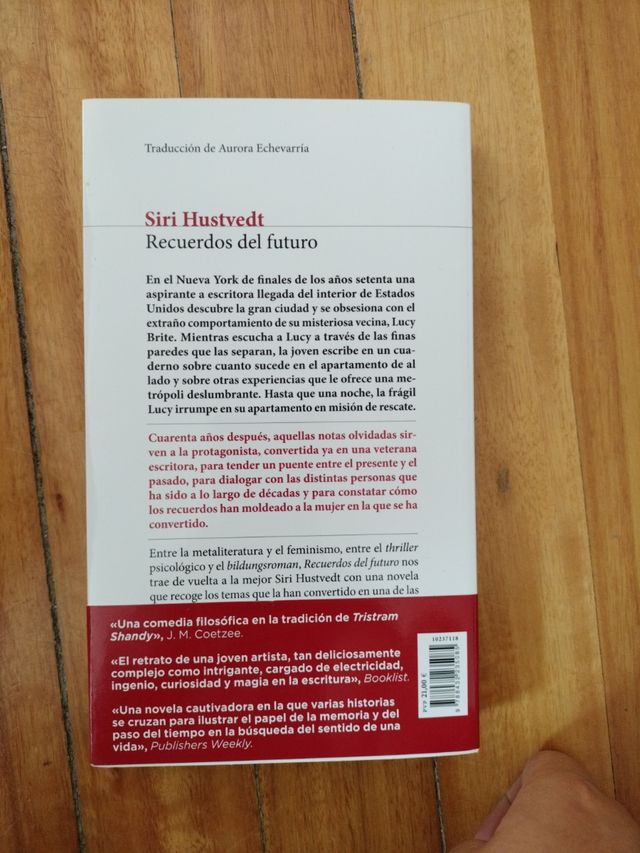 Traducción de Aurora Echevarría
Siri Hustvedt
Recuerdos del futuro
En el Nueva York de finales de los años setenta una
aspirante a escritora llegada del interior de Estados
Unidos descubre la gran ciudad y se obsesiona con el
extraño comportamiento de su misteriosa vecina, Lucy
Brite. Mientras escucha a Lucy a través de las finas
paredes que las separan, la joven escribe en un cua-
derno sobre cuanto sucede en el apartamento de al
lado y sobre otras experiencias que le ofrece una me-
trópoli deslumbrante. Hasta que una noche, la frágil
Lucy irrumpe en su apartamento en misión de rescate.
Cuarenta años después, aquellas notas olvidadas sir-
ven a la protagonista, convertida ya en una veterana
escritora, para tender un puente entre el presente y el
pasado, para dialogar con las distintas personas que
ha sido a lo largo de décadas y para constatar cómo
los recuerdos han moldeado a la mujer en la que se ha
convertido.
Entre la metaliteratura y el feminismo, entre el thriller
psicológico y el bildungsroman, Recuerdos del futuro nos
trae de vuelta a la mejor Siri Hustvedt con una novela
que recoge los temas que la han convertido en una de las
«Una comedia filosófica en la tradición de Tristram
Shandy», J. M. Coetzee.
«El retrato de una joven artista, tan deliciosamente
complejo como intrigante, cargado de electricidad,
ingenio, curiosidad y magia en la escritura», Booklist.
«Una novela cautivadora en la que varias historias
se cruzan para ilustrar el papel de la memoria y del
paso del tiempo en la búsqueda del sentido de una
vida», Publishers Weekly.
10237118
PVP 21,00 €